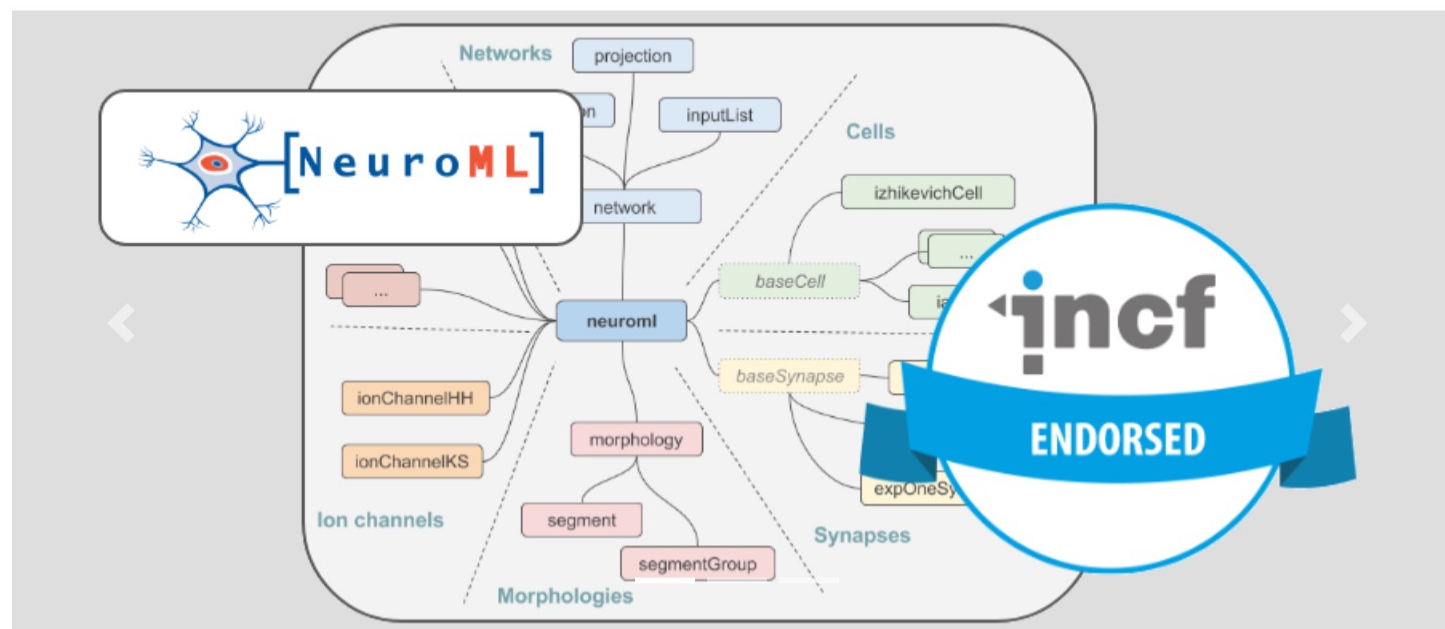 Networks
projection
inputList
Cells
[NeuroML]
network
izhikevichCell
...
baseCell
...
neuroml
incf
baseSynapse
ionChannelHH
ENDORSED
morphology
ionChannelKS
segment
Ion channels
Synapses
segmentGroup
Morphologies